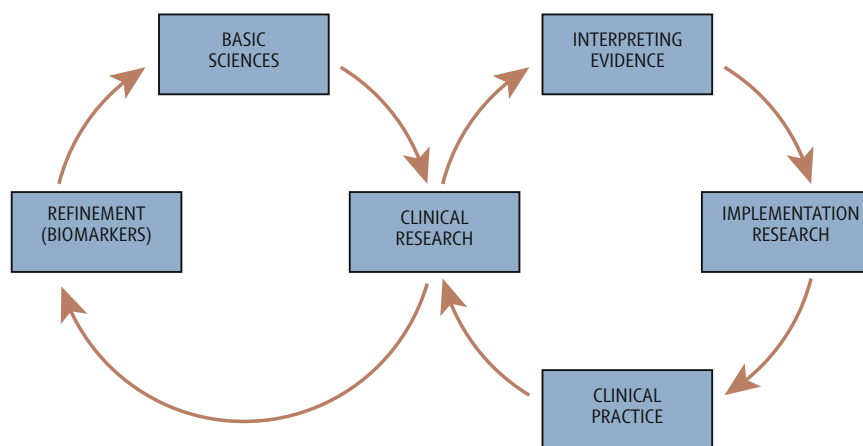 BASIC
SCIENCES
INTERPRETING
EVIDENCE
REFINEMENT
(BIOMARKERS)
CLINICAL
RESEARCH
IMPLEMENTATION
RESEARCH
CLINICAL
PRACTICE